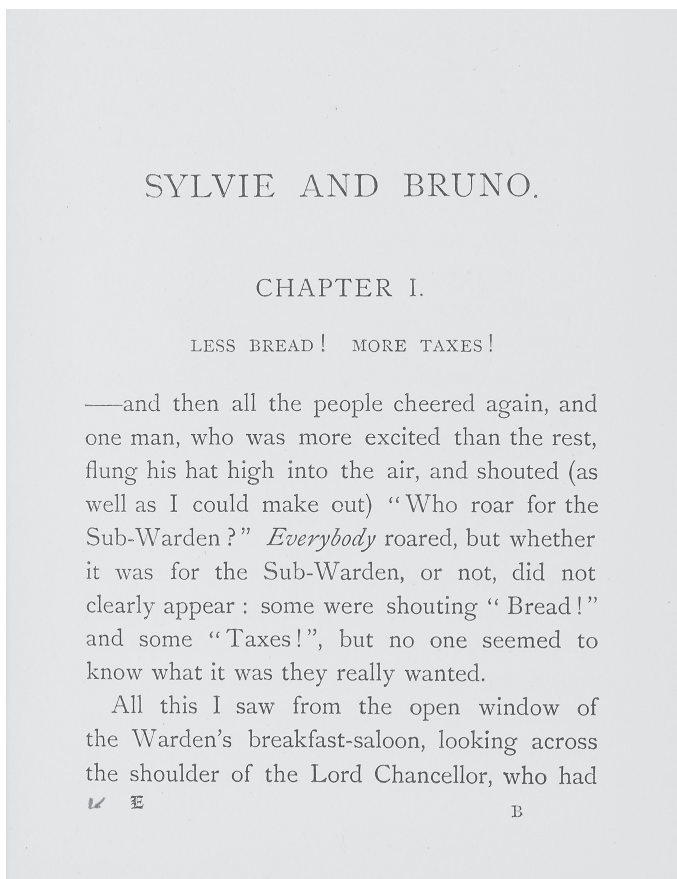 SYLVIE AND BRUNO.
CHAPTER I.
LESS BREAD! MORE TAXES!
——and then all the people cheered again, and
one man, who was more excited than the rest,
flung his hat high into the air, and shouted (as
well as I could make out) “Who roar for the
Sub-Warden?” Everybody roared, but whether
it was for the Sub-Warden, or not, did not
clearly appear: some were shouting “Bread!”
and some “Taxes!”, but no one seemed to
know what it was they really wanted.
All this I saw from the open window of
the Warden’s breakfast-saloon, looking across
the shoulder of the Lord Chancellor, who had
E
B